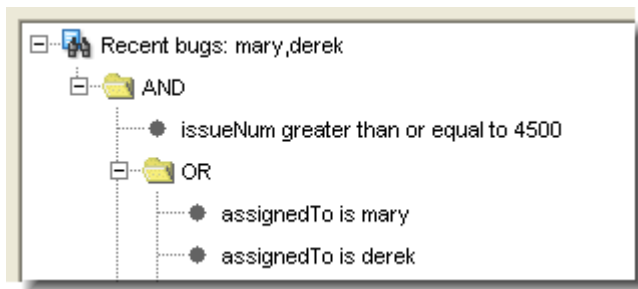 Recent bugs: mary,derek
AND
issueNum greater than or equal to 4500
OR
assignedTo is mary
assignedTo is derek